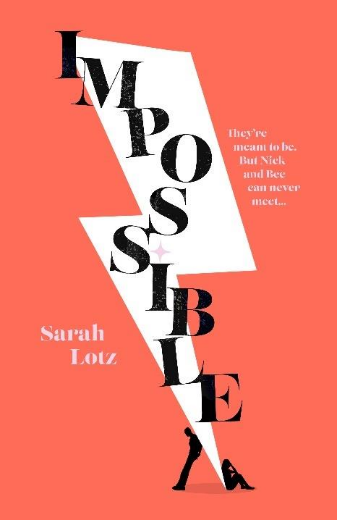 IMPOSSIBLE
They're
meant to be.
But Nick
and Bee
can never
meet...
Sarah
Lotz